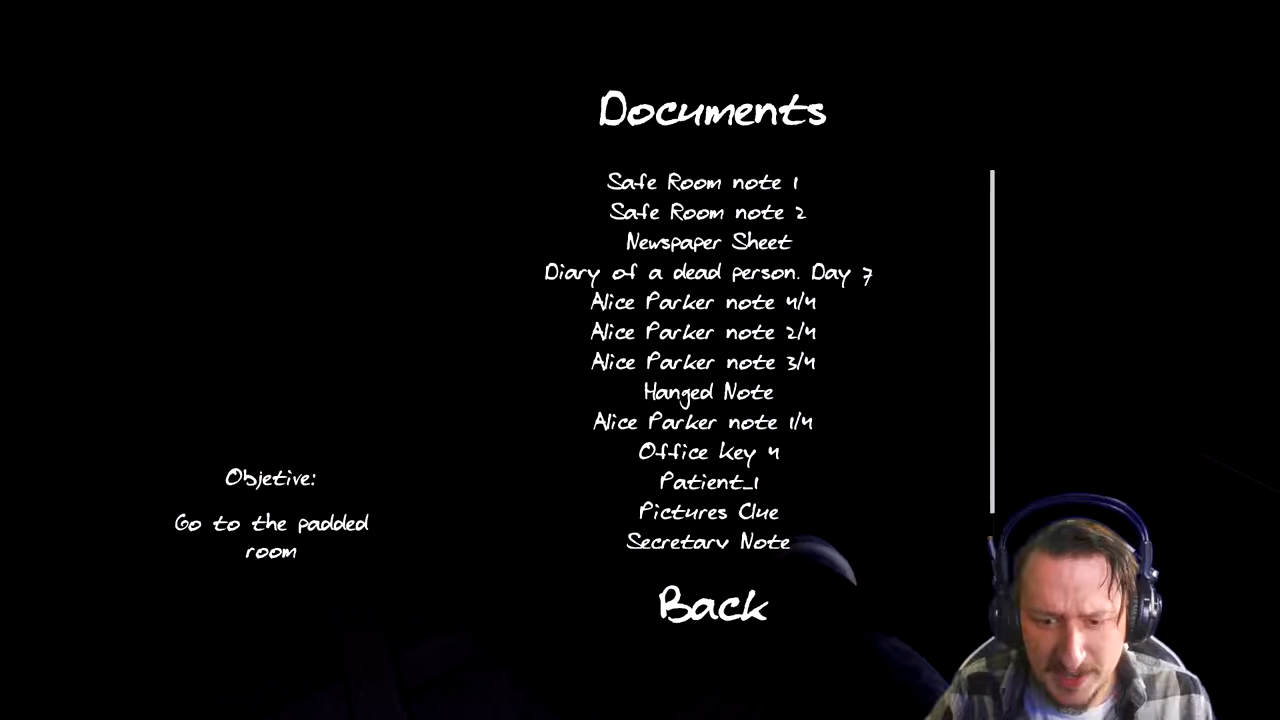 Documents
Safe Room note 1
Safe Room note 2
Newspaper Sheet
Diary of a dead person. Day 7
Alice Parker note 4/4
Alice Parker note 2/4
Alice Parker note 3/4
Hanged Note
Alice Parker note 1/4
Office key 4
Patient_1
Pictures Clue
Secretary Note
Back
Objetive:
Go to the padded
room